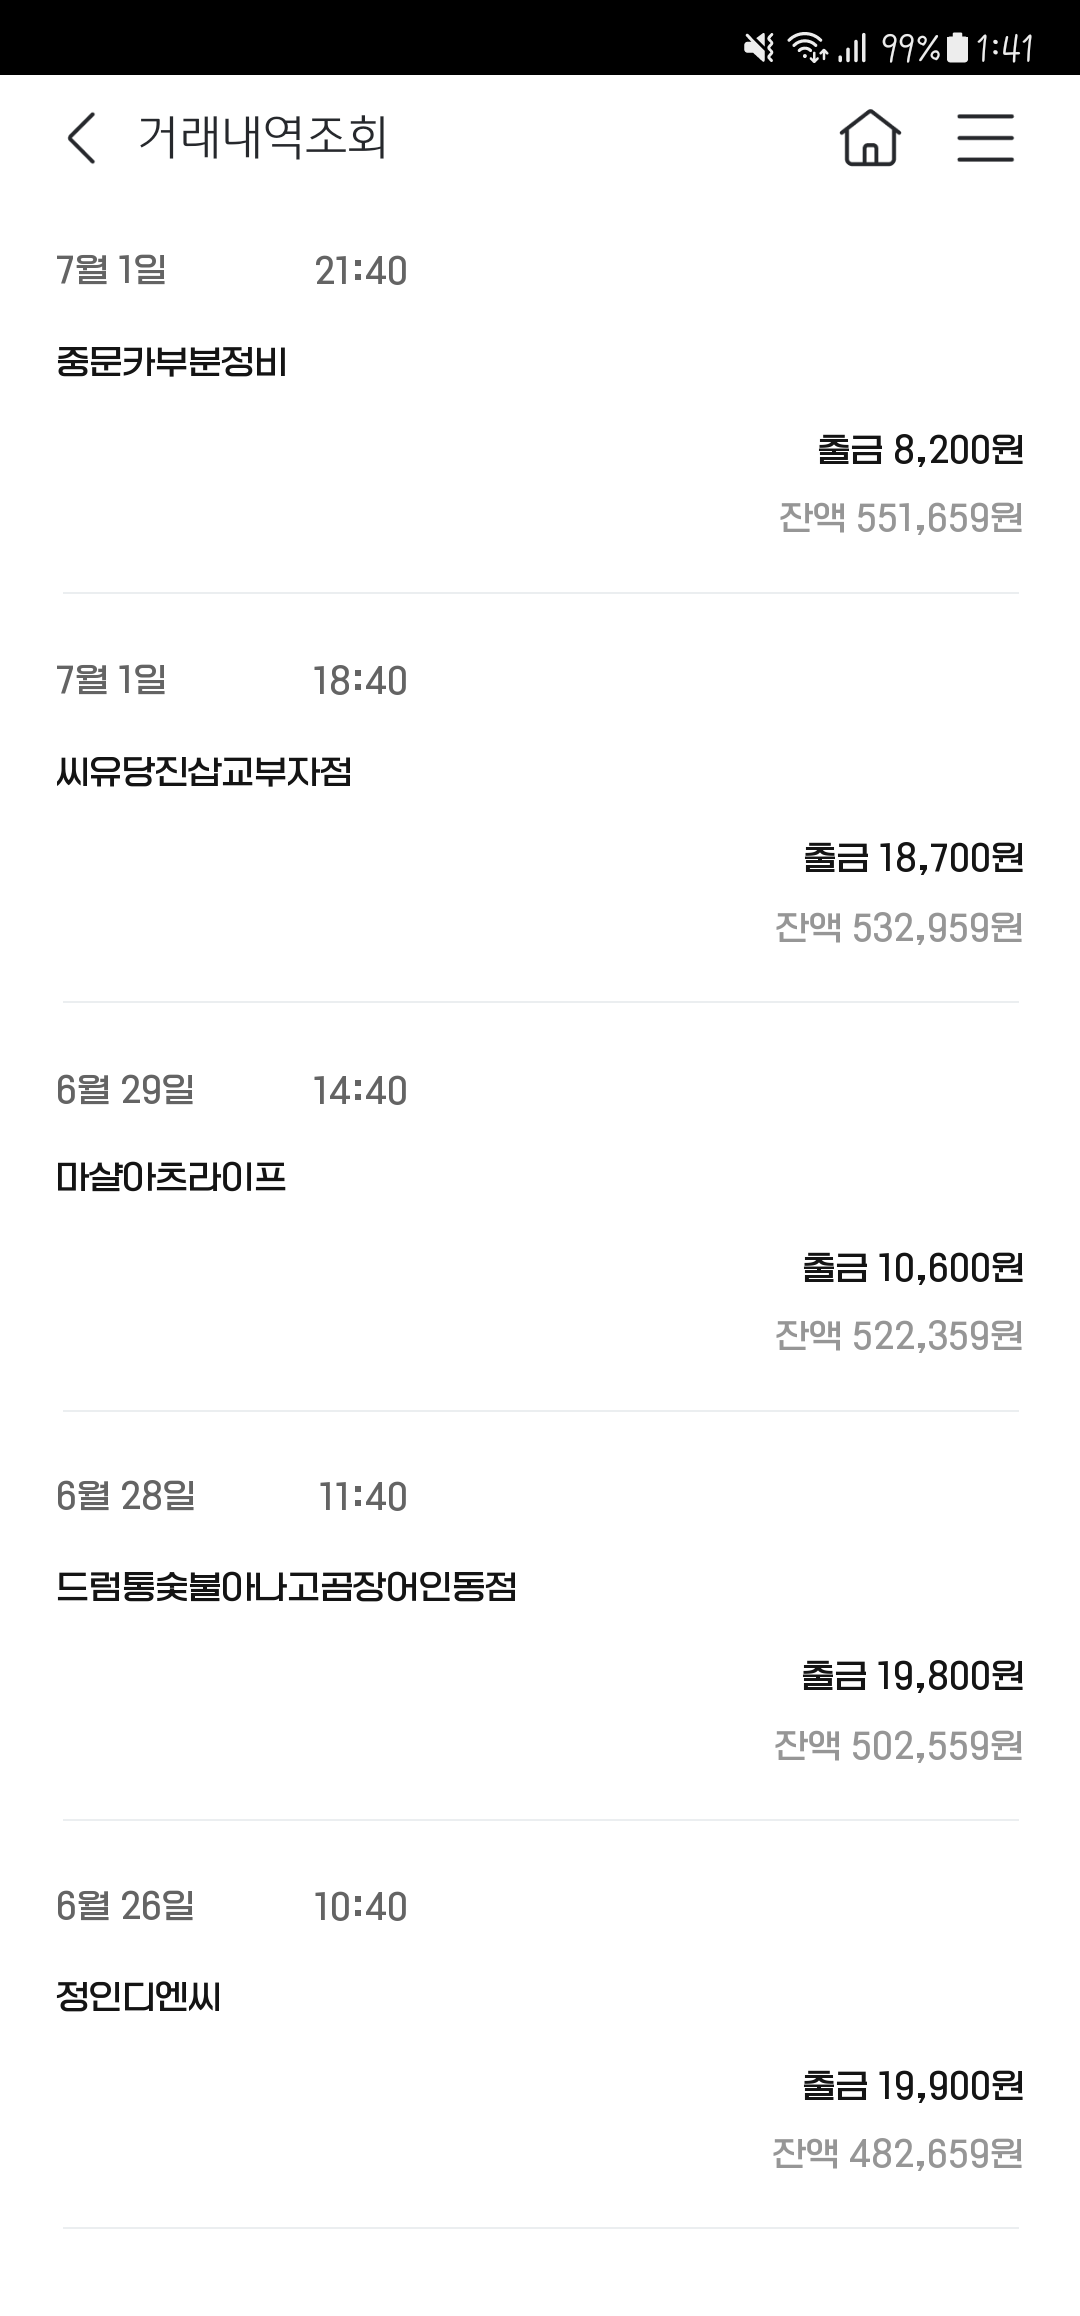 99% 1:41
거래내역조회
7월 1일 21:40
중문카부분정비
출금 8,200원
잔액 551,659원
7월 1일 18:40
씨유당진삽교부자점
출금 18,700원
잔액 532,959원
6월 29일 14:40
마샬아츠라이프
출금 10,600원
잔액 522,359원
6월 28일 11:40
드럼통숯불아나고곰장어인동점
출금 19,800원
잔액 502,559원
6월 26일 10:40
정인디엔씨
출금 19,900원
잔액 482,659원